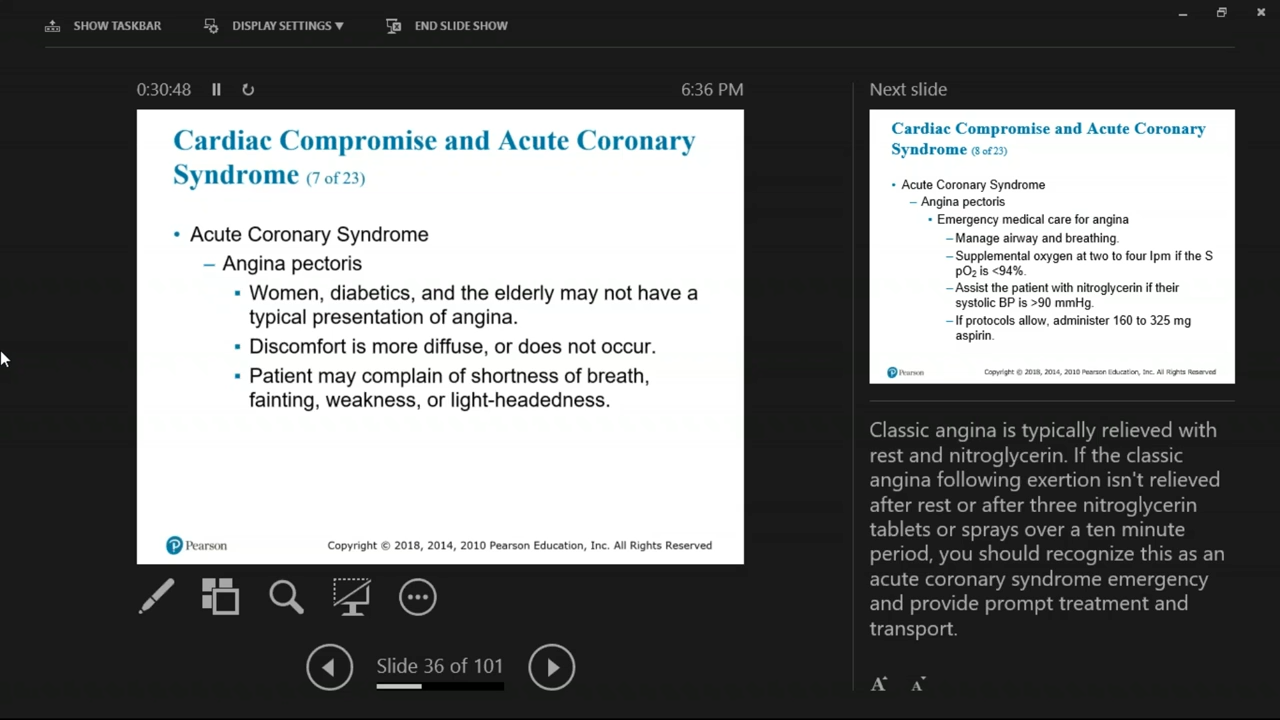 SHOW TASKBAR
DISPLAY SETTINGS ▼
END SLIDE SHOW
0:30:48
6:36 PM
Cardiac Compromise and Acute Coronary
Syndrome (7 of 23)
• Acute Coronary Syndrome
– Angina pectoris
▪ Women, diabetics, and the elderly may not have a
typical presentation of angina.
▪ Discomfort is more diffuse, or does not occur.
▪ Patient may complain of shortness of breath,
fainting, weakness, or light-headedness.
Pearson
Copyright © 2018, 2014, 2010 Pearson Education, Inc. All Rights Reserved
Slide 36 of 101
Next slide
Cardiac Compromise and Acute Coronary
Syndrome (8 of 23)
• Acute Coronary Syndrome
– Angina pectoris
▪ Emergency medical care for angina
– Manage airway and breathing.
– Supplemental oxygen at two to four lpm if the S
pO₂ is <94%.
– Assist the patient with nitroglycerin if their
systolic BP is >90 mmHg.
– If protocols allow, administer 160 to 325 mg
aspirin.
Pearson
Copyright © 2018, 2014, 2010 Pearson Education, Inc. All Rights Reserved
Classic angina is typically relieved with
rest and nitroglycerin. If the classic
angina following exertion isn't relieved
after rest or after three nitroglycerin
tablets or sprays over a ten minute
period, you should recognize this as an
acute coronary syndrome emergency
and provide prompt treatment and
transport.
A A